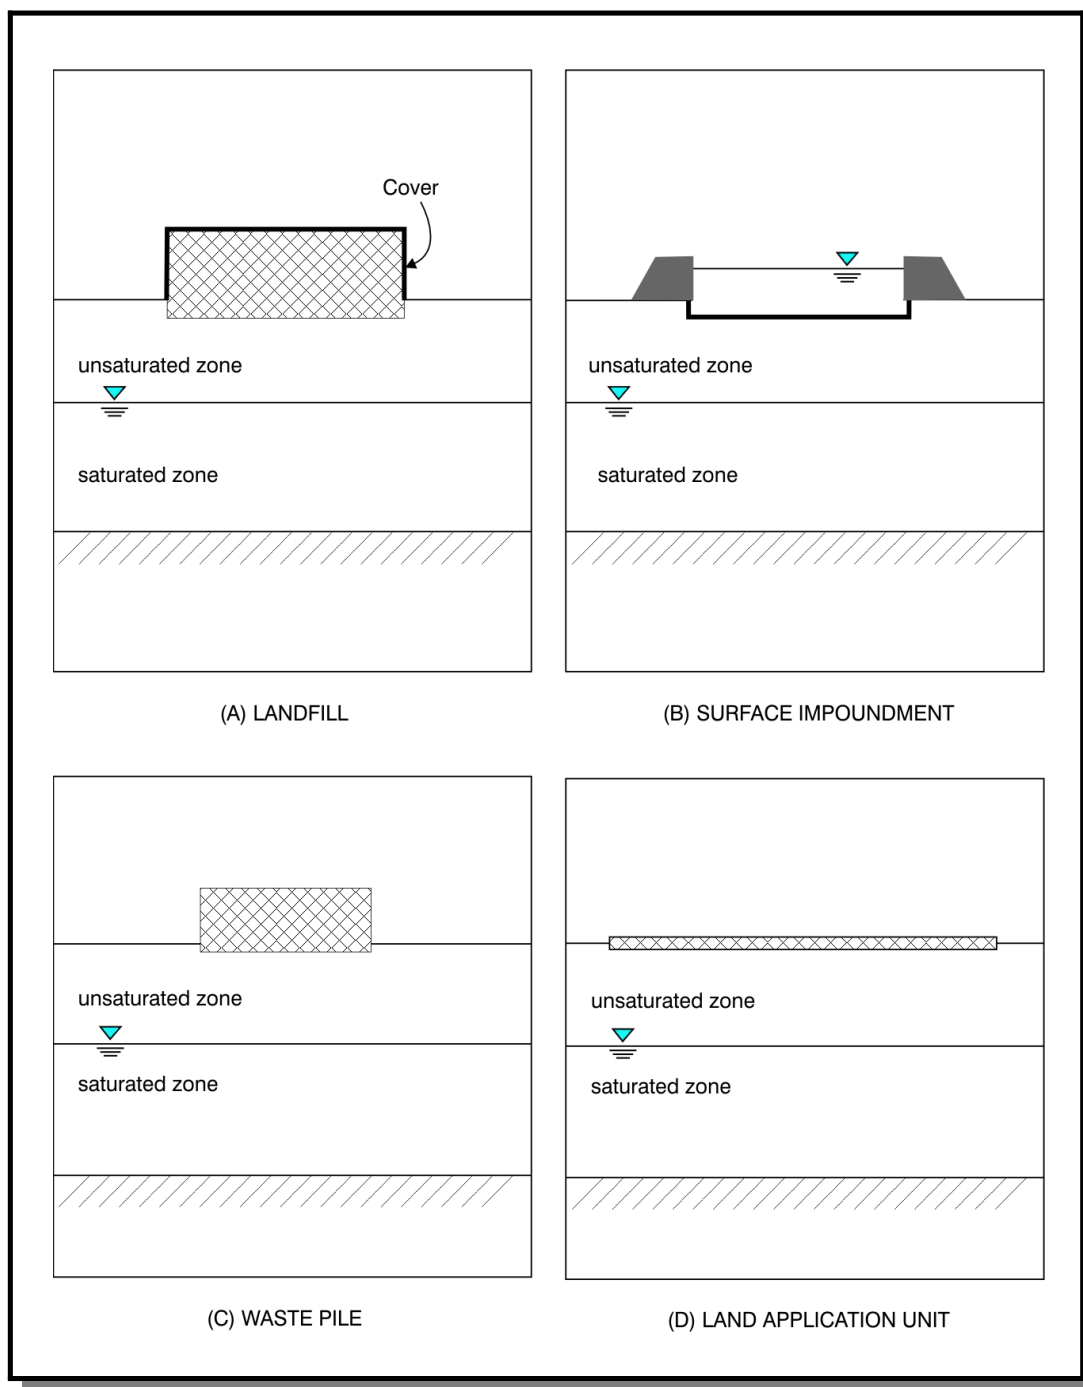 Cover
unsaturated zone
saturated zone
(A) LANDFILL
unsaturated zone
saturated zone
(B) SURFACE IMPOUNDMENT
unsaturated zone
saturated zone
(C) WASTE PILE
unsaturated zone
saturated zone
(D) LAND APPLICATION UNIT